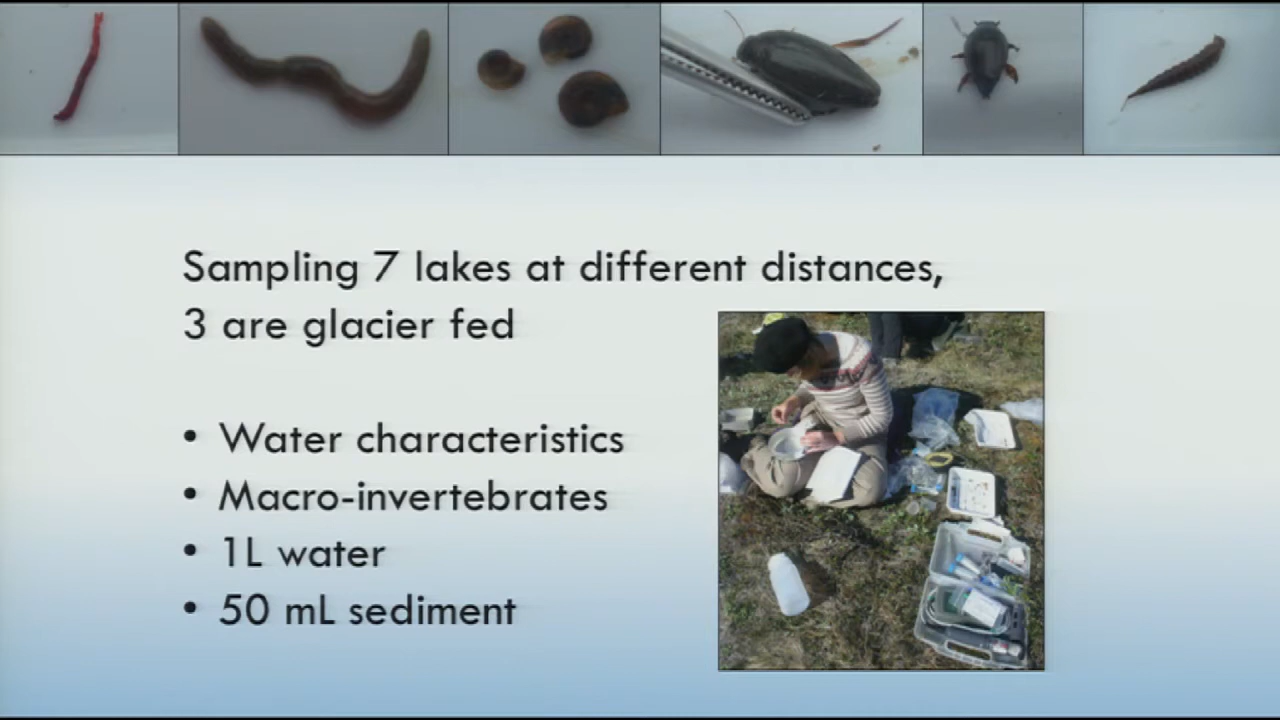 Sampling 7 lakes at different distances,
3 are glacier fed
• Water characteristics
• Macro-invertebrates
• 1L water
• 50 mL sediment